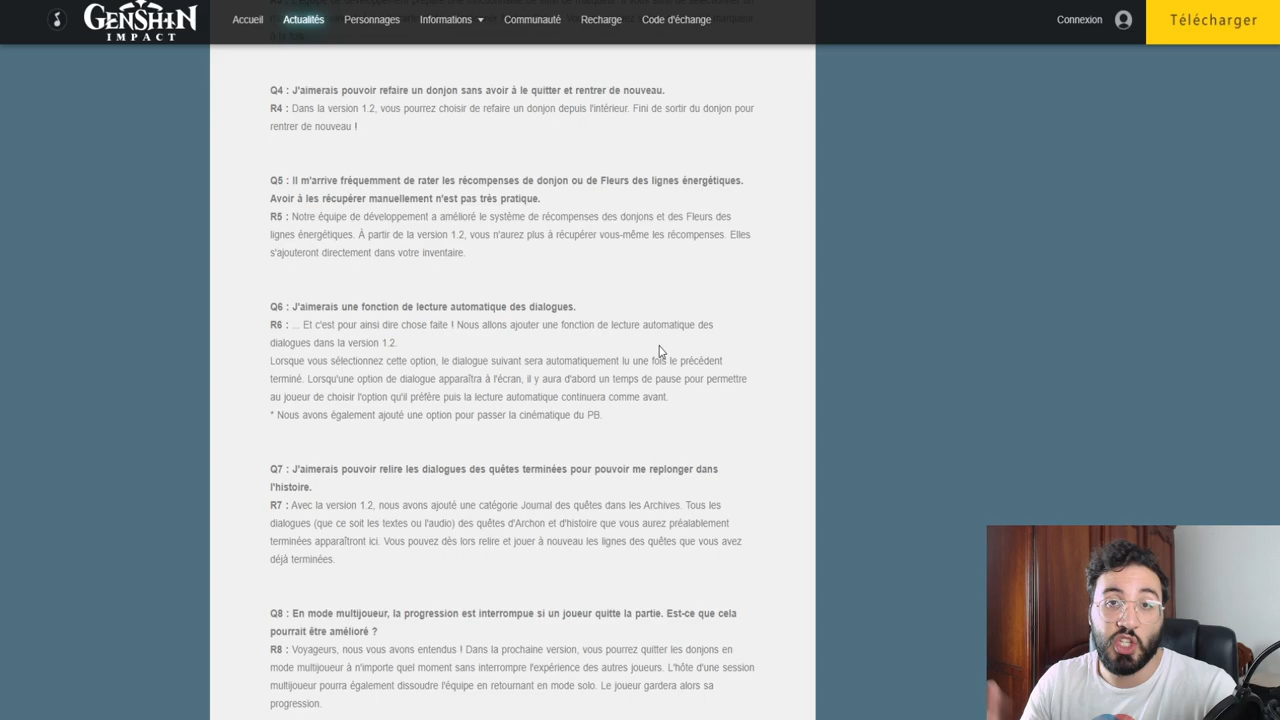 GENSHIN
IMPACT
Accueil
Actualités
Personnages
Informations
Communauté
Recharge
Code d'échange
Connexion
Télécharger
Q4 : J'aimerais pouvoir refaire un donjon sans avoir à le quitter et rentrer de nouveau.
R4 : Dans la version 1.2, vous pourrez choisir de refaire un donjon depuis l'intérieur. Fini de sortir du donjon pour
rentrer de nouveau !
Q5 : Il m'arrive fréquemment de rater les récompenses de donjon ou de Fleurs des lignes énergétiques.
Avoir à les récupérer manuellement n'est pas très pratique.
R5 : Notre équipe de développement a amélioré le système de récompenses des donjons et des Fleurs des
lignes énergétiques. À partir de la version 1.2, vous n'aurez plus à récupérer vous-même les récompenses. Elles
s'ajouteront directement dans votre inventaire.
Q6 : J'aimerais une fonction de lecture automatique des dialogues.
R6 : ... Et c'est pour ainsi dire chose faite ! Nous allons ajouter une fonction de lecture automatique des
dialogues dans la version 1.2.
Lorsque vous sélectionnez cette option, le dialogue suivant sera automatiquement lu une fois le précédent
terminé. Lorsqu'une option de dialogue apparaîtra à l'écran, il y aura d'abord un temps de pause pour permettre
au joueur de choisir l'option qu'il préfère puis la lecture automatique continuera comme avant.
* Nous avons également ajouté une option pour passer la cinématique du PB.
Q7 : J'aimerais pouvoir relire les dialogues des quêtes terminées pour pouvoir me replonger dans
l'histoire.
R7 : Avec la version 1.2, nous avons ajouté une catégorie Journal des quêtes dans les Archives. Tous les
dialogues (que ce soit les textes ou l'audio) des quêtes d'Archon et d'histoire que vous aurez préalablement
terminées apparaîtront ici. Vous pouvez dès lors relire et jouer à nouveau les lignes des quêtes que vous avez
déjà terminées.
Q8 : En mode multijoueur, la progression est interrompue si un joueur quitte la partie. Est-ce que cela
pourrait être amélioré ?
R8 : Voyageurs, nous vous avons entendus ! Dans la prochaine version, vous pourrez quitter les donjons en
mode multijoueur à n'importe quel moment sans interrompre l'expérience des autres joueurs. L'hôte d'une session
multijoueur pourra également dissoudre l'équipe en retournant en mode solo. Le joueur gardera alors sa
progression.